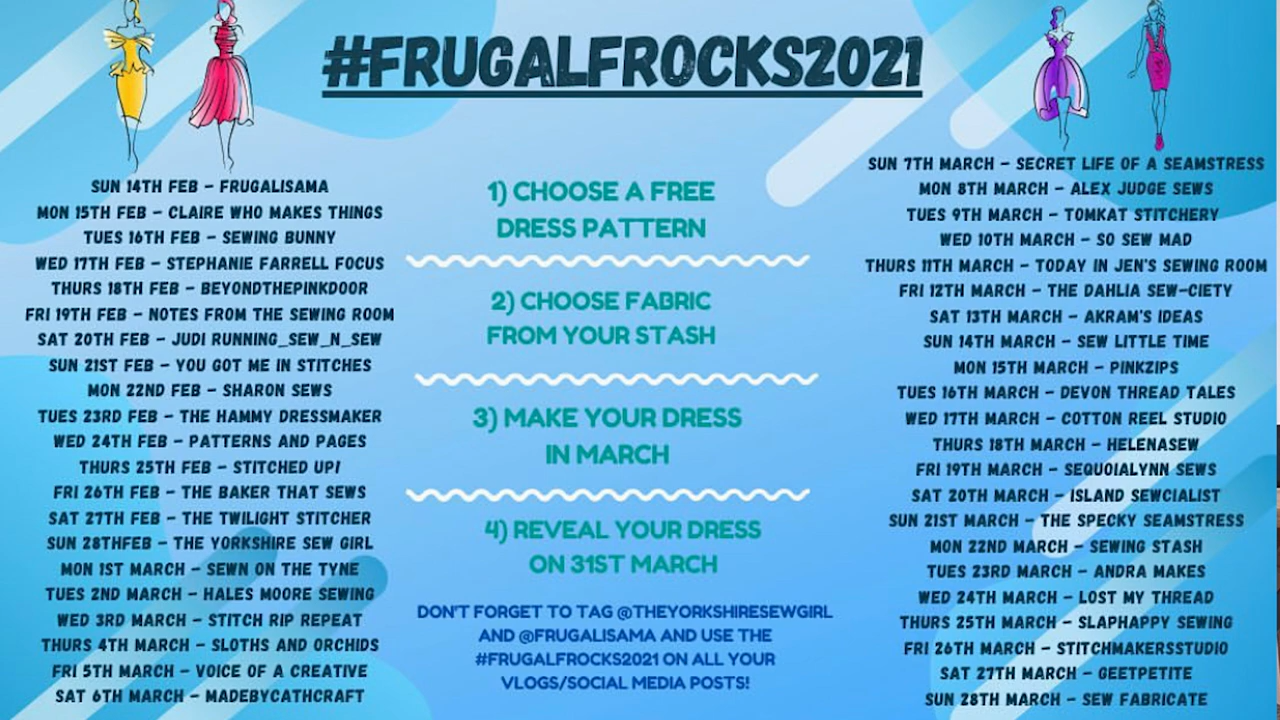 #FRUGALFROCKS2021
SUN 14TH FEB - FRUGALISAMA
MON 15TH FEB - CLAIRE WHO MAKES THINGS
TUES 16TH FEB - SEWING BUNNY
WED 17TH FEB - STEPHANIE FARRELL FOCUS
THURS 18TH FEB - BEYONDTHEPINKDOOR
FRI 19TH FEB - NOTES FROM THE SEWING ROOM
SAT 20TH FEB - JUDI RUNNING_SEW_N_SEW
SUN 21ST FEB - YOU GOT ME IN STITCHES
MON 22ND FEB - SHARON SEWS
TUES 23RD FEB - THE HAMMY DRESSMAKER
WED 24TH FEB - PATTERNS AND PAGES
THURS 25TH FEB - STITCHED UP!
FRI 26TH FEB - THE BAKER THAT SEWS
SAT 27TH FEB - THE TWILIGHT STITCHER
SUN 28THFEB - THE YORKSHIRE SEW GIRL
MON 1ST MARCH - SEWN ON THE TYNE
TUES 2ND MARCH - HALES MOORE SEWING
WED 3RD MARCH - STITCH RIP REPEAT
THURS 4TH MARCH - SLOTHS AND ORCHIDS
FRI 5TH MARCH - VOICE OF A CREATIVE
SAT 6TH MARCH - MADEBYCATHCRAFT
1) CHOOSE A FREE
DRESS PATTERN
2) CHOOSE FABRIC
FROM YOUR STASH
3) MAKE YOUR DRESS
IN MARCH
4) REVEAL YOUR DRESS
ON 31ST MARCH
DON'T FORGET TO TAG @THEYORKSHIRESEWGIRL
AND @FRUGALISAMA AND USE THE
#FRUGALFROCKS2021 ON ALL YOUR
VLOGS/SOCIAL MEDIA POSTS!
SUN 7TH MARCH - SECRET LIFE OF A SEAMSTRESS
MON 8TH MARCH - ALEX JUDGE SEWS
TUES 9TH MARCH - TOMKAT STITCHERY
WED 10TH MARCH - SO SEW MAD
THURS 11TH MARCH - TODAY IN JEN'S SEWING ROOM
FRI 12TH MARCH - THE DAHLIA SEW-CIETY
SAT 13TH MARCH - AKRAM'S IDEAS
SUN 14TH MARCH - SEW LITTLE TIME
MON 15TH MARCH - PINKZIPS
TUES 16TH MARCH - DEVON THREAD TALES
WED 17TH MARCH - COTTON REEL STUDIO
THURS 18TH MARCH - HELENASEW
FRI 19TH MARCH - SEQUOIALYNN SEWS
SAT 20TH MARCH - ISLAND SEWCIALIST
SUN 21ST MARCH - THE SPECKY SEAMSTRESS
MON 22ND MARCH - SEWING STASH
TUES 23RD MARCH - ANDRA MAKES
WED 24TH MARCH - LOST MY THREAD
THURS 25TH MARCH - SLAPHAPPY SEWING
FRI 26TH MARCH - STITCHMAKERSSTUDIO
SAT 27TH MARCH - GEETPETITE
SUN 28TH MARCH - SEW FABRICATE